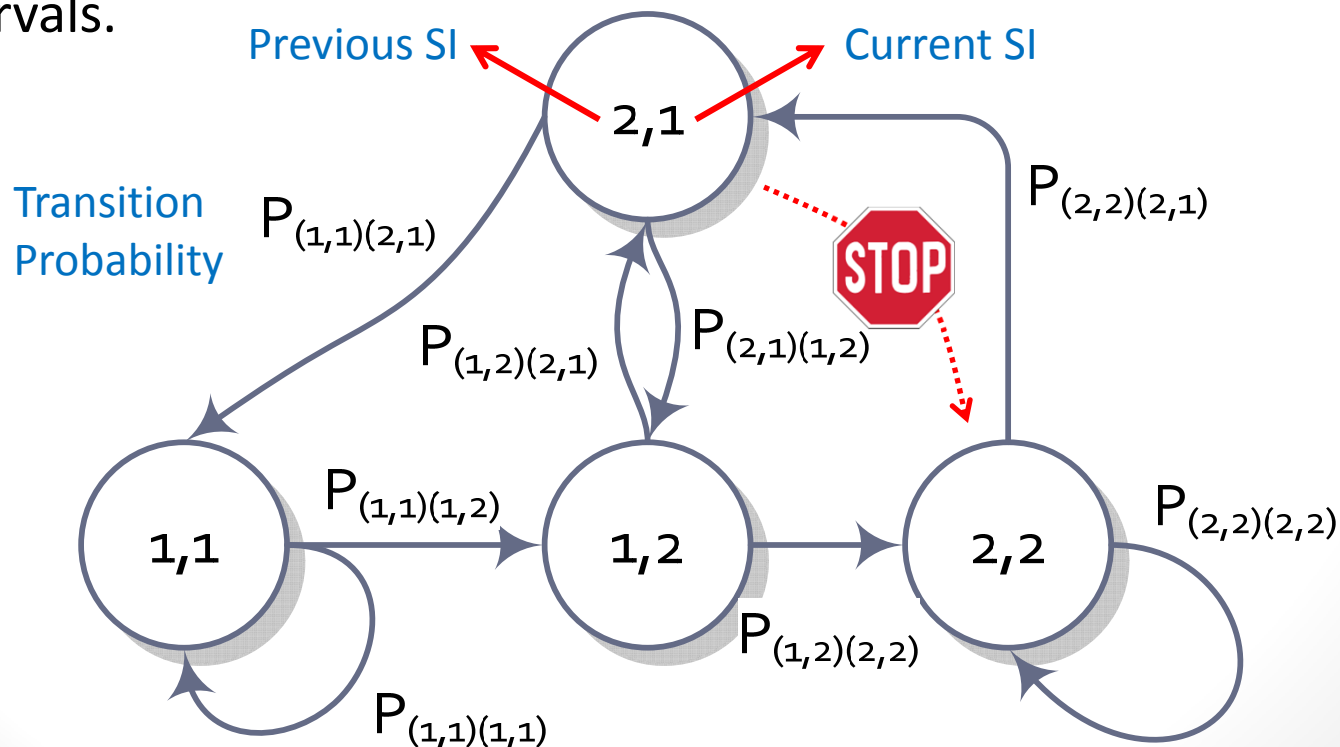 rvals.
Previous SI
Current SI
2,1
Transition
Probability
P(1,1)(2,1)
P(2,2)(2,1)
STOP
P(1,2)(2,1)
P(2,1)(1,2)
P(1,1)(1,2)
P(2,2)(2,2)
1,1
1,2
2,2
P(1,2)(2,2)
P(1,1)(1,1)